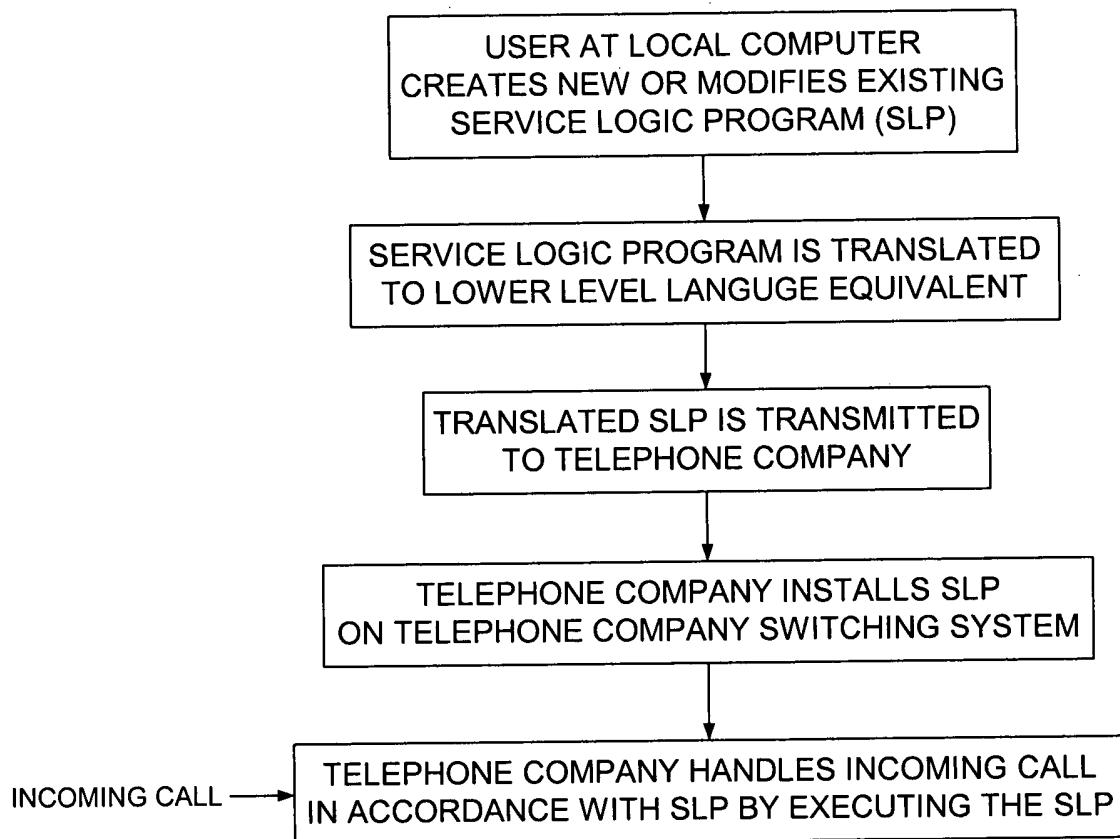 USER AT LOCAL COMPUTER
CREATES NEW OR MODIFIES EXISTING
SERVICE LOGIC PROGRAM (SLP)
SERVICE LOGIC PROGRAM IS TRANSLATED
TO LOWER LEVEL LANGUGE EQUIVALENT
TRANSLATED SLP IS TRANSMITTED
TO TELEPHONE COMPANY
TELEPHONE COMPANY INSTALLS SLP
ON TELEPHONE COMPANY SWITCHING SYSTEM
INCOMING CALL
TELEPHONE COMPANY HANDLES INCOMING CALL
IN ACCORDANCE WITH SLP BY EXECUTING THE SLP